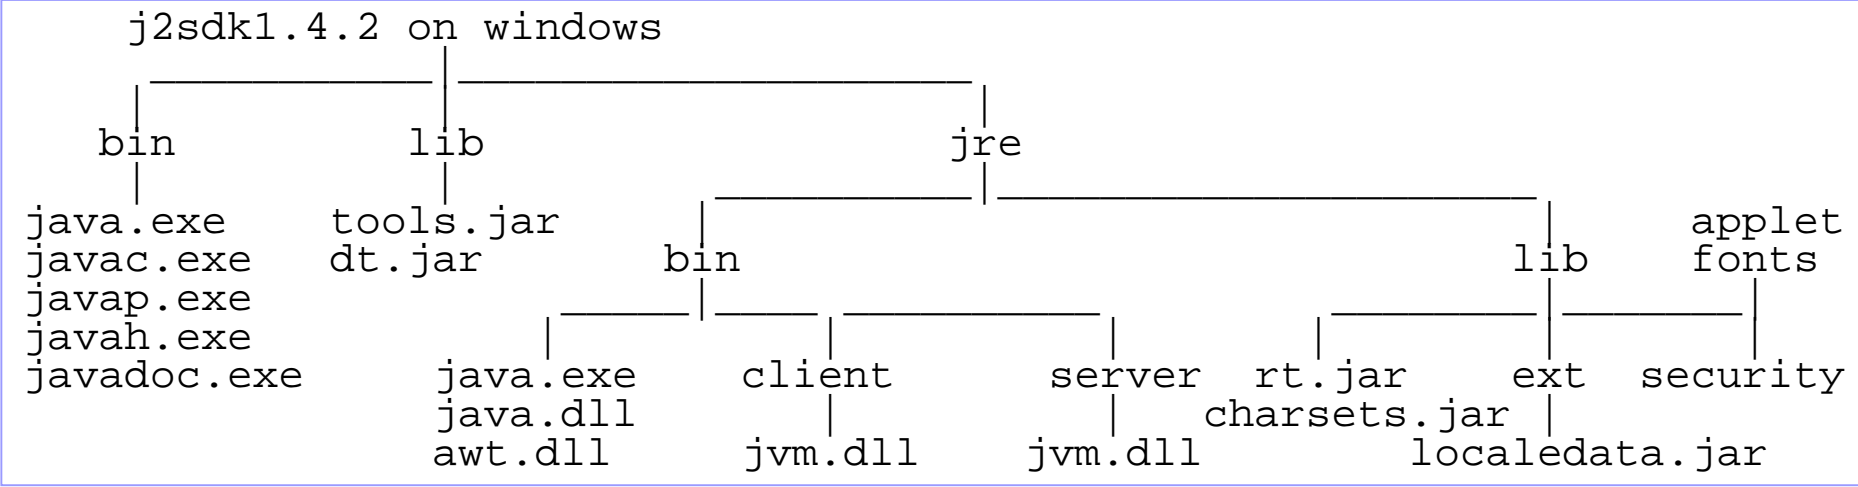 j2sdk1.4.2 on windows
bin lib jre
java.exe tools.jar applet
javac.exe dt.jar bin lib fonts
javap.exe
javah.exe
javadoc.exe java.exe client server rt.jar ext security
java.dll charsets.jar
awt.dll jvm.dll jvm.dll localedata.jar